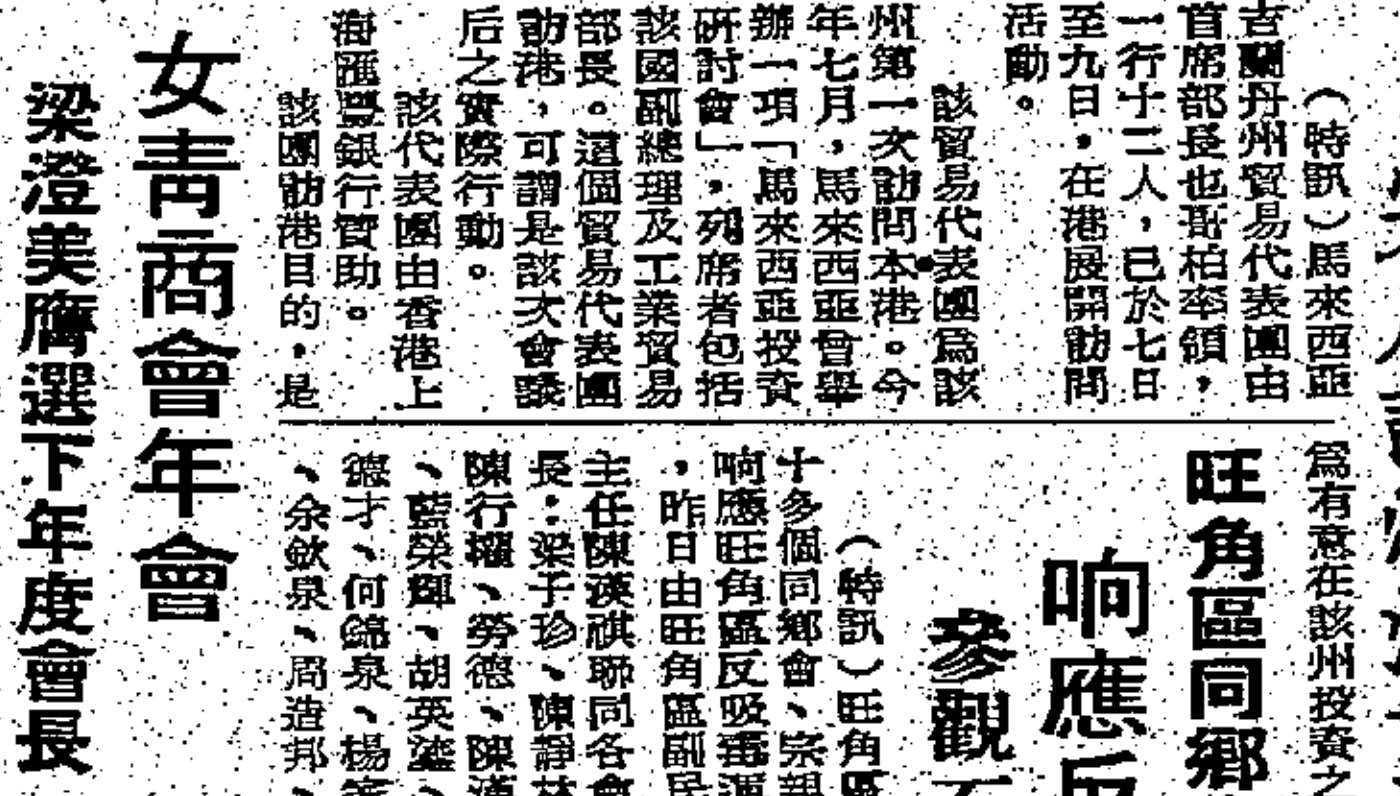 （特訊）馬來西亞
吉蘭丹州貿易代表團由
首席部長也哥柏率領，
一行十二人，已於七日
至九日，在港展開訪問
活動。
該貿易代表團爲該
州第一次訪問本港。今
年七月，馬來西亞曾舉
辦一項「馬來西亞投資
研討會」，列席者包括
該國副總理及工業貿易
部長。這個貿易代表團
訪港，可謂是該次會議
后之實際行動。
該代表團由香港上
海滙豐銀行贊助。
該團訪港目的，是
爲有意在該州投資之
旺角區同鄉
响應反
參觀
（特訊）旺角區
十多個同鄉會、宗親
响應旺角區反吸毒運
，昨日由旺角區副民
主任陳漢祺聯同各會
長：梁子珍、陳靜林
陳行耀、勞德、陳漢
、藍榮輝、胡英
德才、何錦泉、楊
、余欽泉、周造邦、
女青商會年會
梁澄美膺選下年度會長